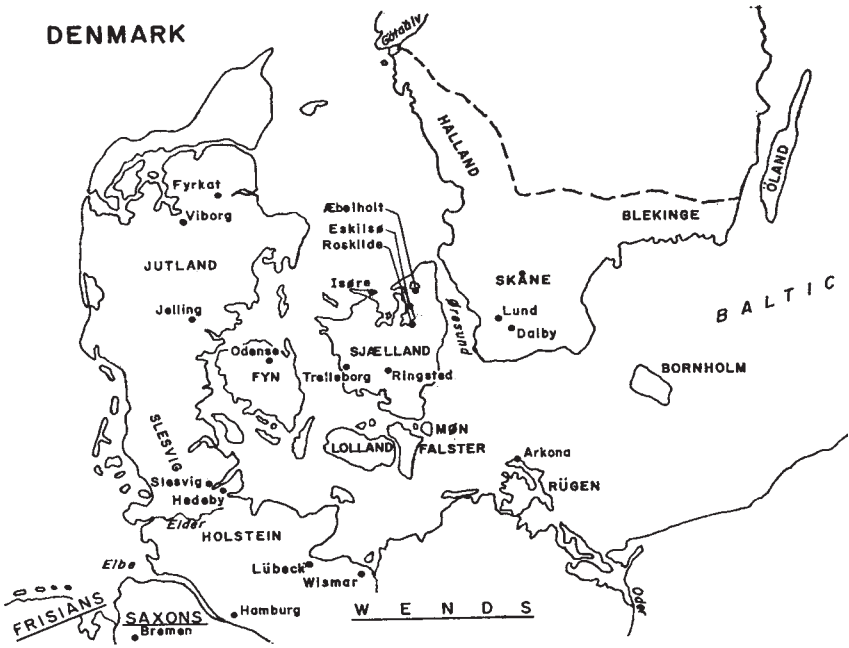 DENMARK
Götaälv
HALLAND
ÖLAND
Fyrkat
Viborg
Æbelholt
Eskilsø
Roskilde
BLEKINGE
JUTLAND
Isøre
SKÅNE
BALTIC
Jelling
Øresund
Lund
Dalby
Odense
FYN
SJÆLLAND
Trelleborg
Ringsted
BORNHOLM
SLESVIG
MØN
LOLLAND
FALSTER
Arkona
Slesvig
Hedeby
RÜGEN
Eider
HOLSTEIN
Elbe
Lübeck
Wismar
Oder
FRISIANS
SAXONS
Hamburg
WENDS
Bremen